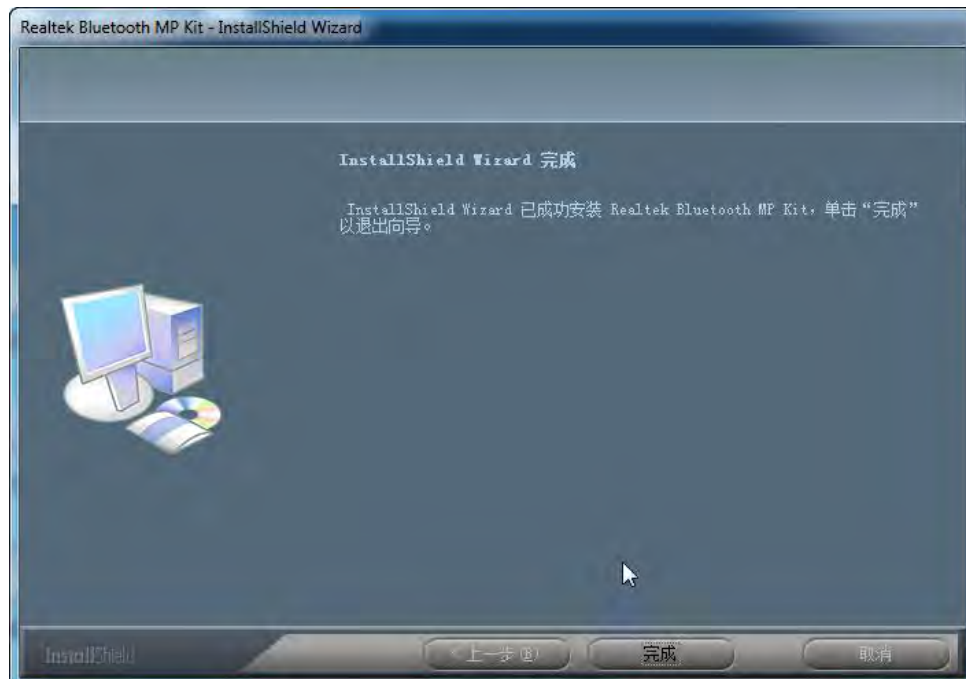 Realtek Bluetooth MP Kit - InstallShield Wizard
InstallShield Wizard 完成
InstallShield Wizard 已成功安装 Realtek Bluetooth MP Kit，单击“完成”
以退出向导。
InstallShield
< 上一步(B) 完成 取消